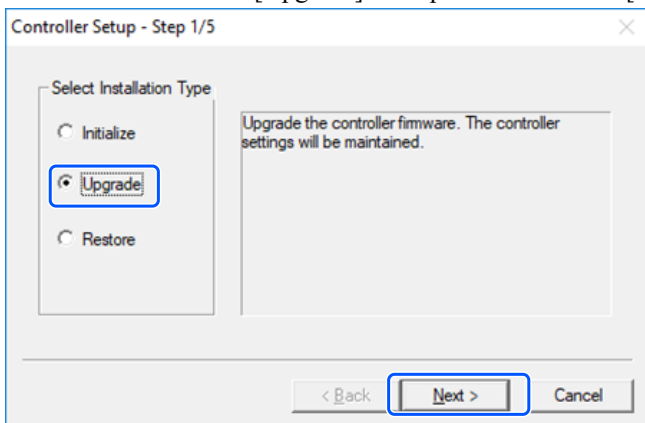 Controller Setup - Step 1/5
Select Installation Type
Initialize
Upgrade
Restore
Upgrade the controller firmware. The controller
settings will be maintained.
< Back
Next >
Cancel